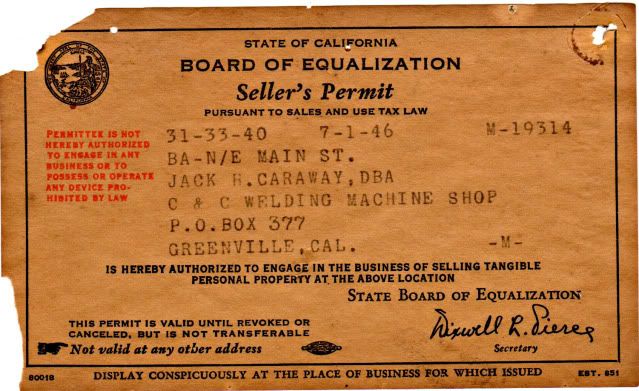 STATE OF CALIFORNIA
BOARD OF EQUALIZATION
Seller's Permit
PURSUANT TO SALES AND USE TAX LAW
PERMITTEE IS NOT
HEREBY AUTHORIZED
TO ENGAGE IN ANY
BUSINESS OR TO
POSSESS OR OPERATE
ANY DEVICE PRO-
HIBITED BY LAW
31-33-40 7-1-46 M-19314
BA-N/E MAIN ST.
JACK H.CARAWAY,DBA
C & C WELDING MACHINE SHOP
P.O.BOX 377
GREENVILLE,CAL. -M-
IS HEREBY AUTHORIZED TO ENGAGE IN THE BUSINESS OF SELLING TANGIBLE
PERSONAL PROPERTY AT THE ABOVE LOCATION
STATE BOARD OF EQUALIZATION
THIS PERMIT IS VALID UNTIL REVOKED OR
CANCELED, BUT IS NOT TRANSFERABLE
Not valid at any other address
Dixwell L. Pierce
Secretary
80018 DISPLAY CONSPICUOUSLY AT THE PLACE OF BUSINESS FOR WHICH ISSUED EST. 851